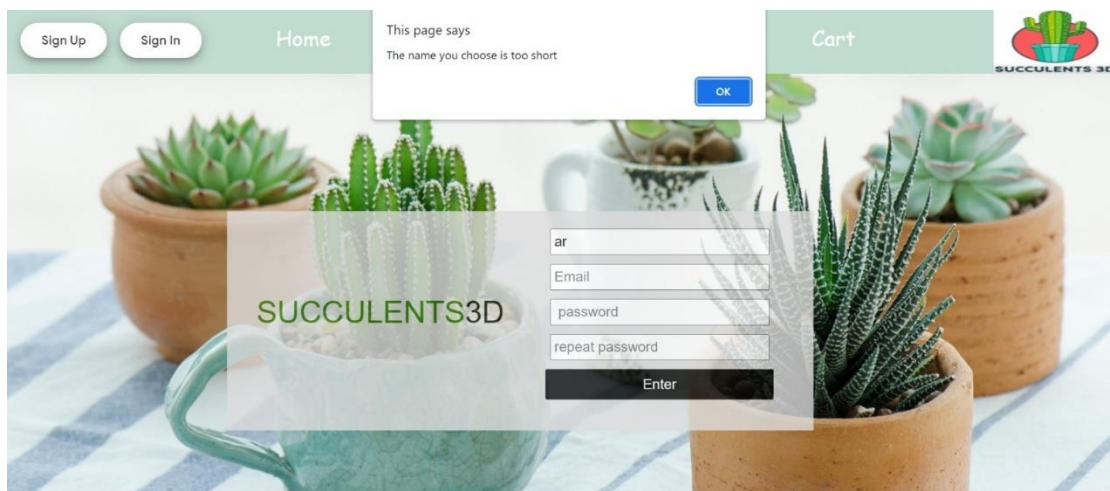 Sign Up
Sign In
Home
This page says
The name you choose is too short
OK
Cart
SUCCULENTS 3D
ar
Email
password
repeat password
SUCCULENTS3D
Enter